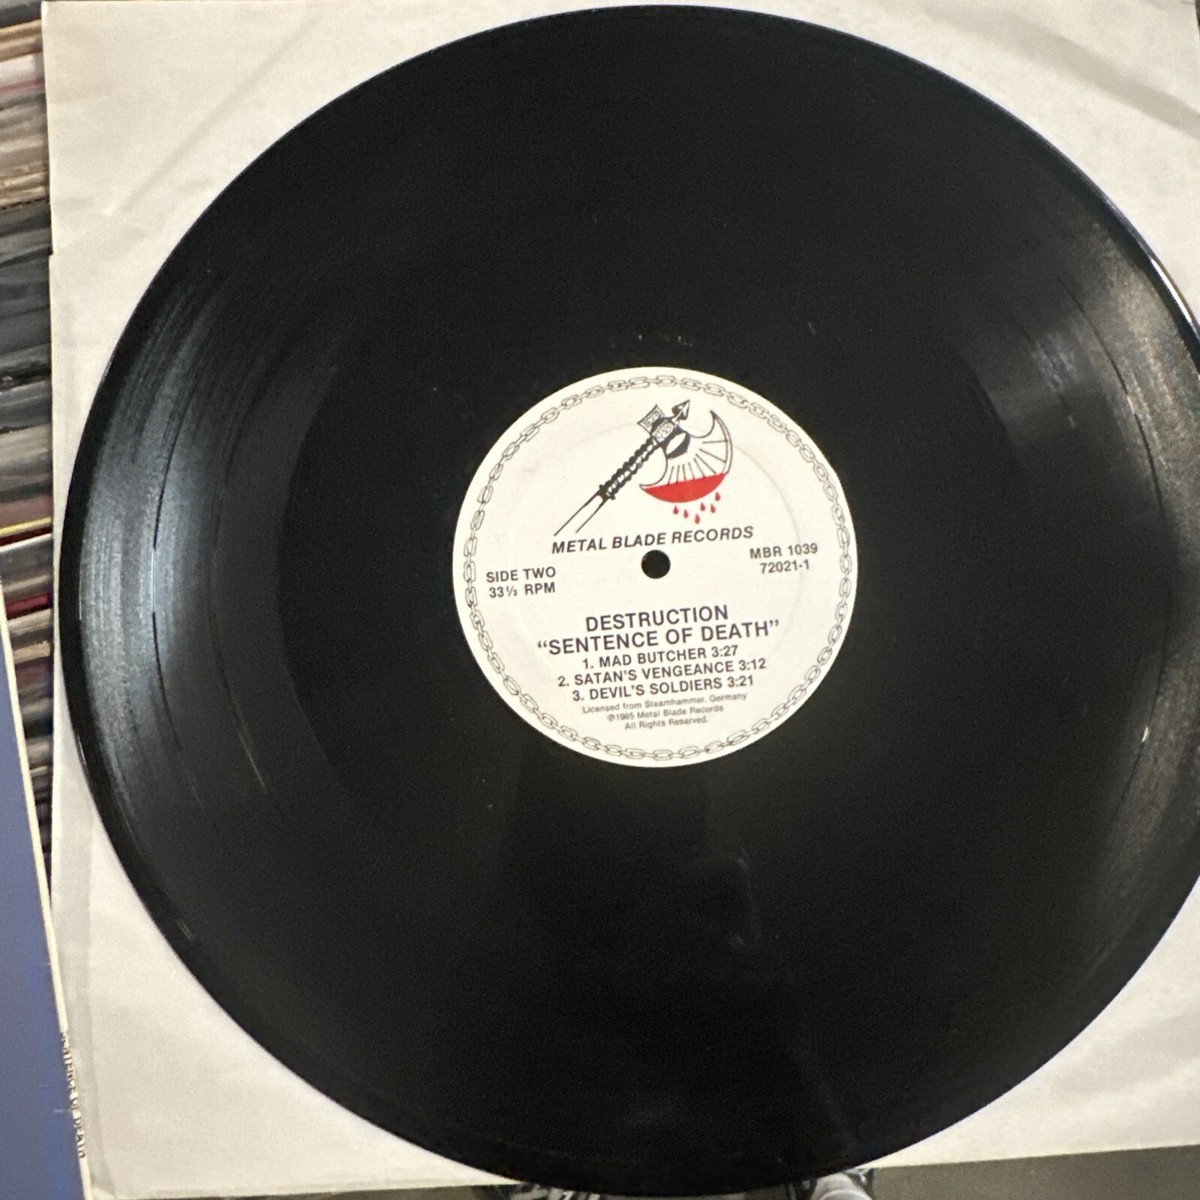 METAL BLADE RECORDS
SIDE TWO
33⅓ RPM
MBR 1039
72021-1
DESTRUCTION
“SENTENCE OF DEATH”
1. MAD BUTCHER 3:27
2. SATAN'S VENGEANCE 3:12
3. DEVIL'S SOLDIERS 3:21
Licensed from Steamhammer, Germany
℗1985 Metal Blade Records
All Rights Reserved.